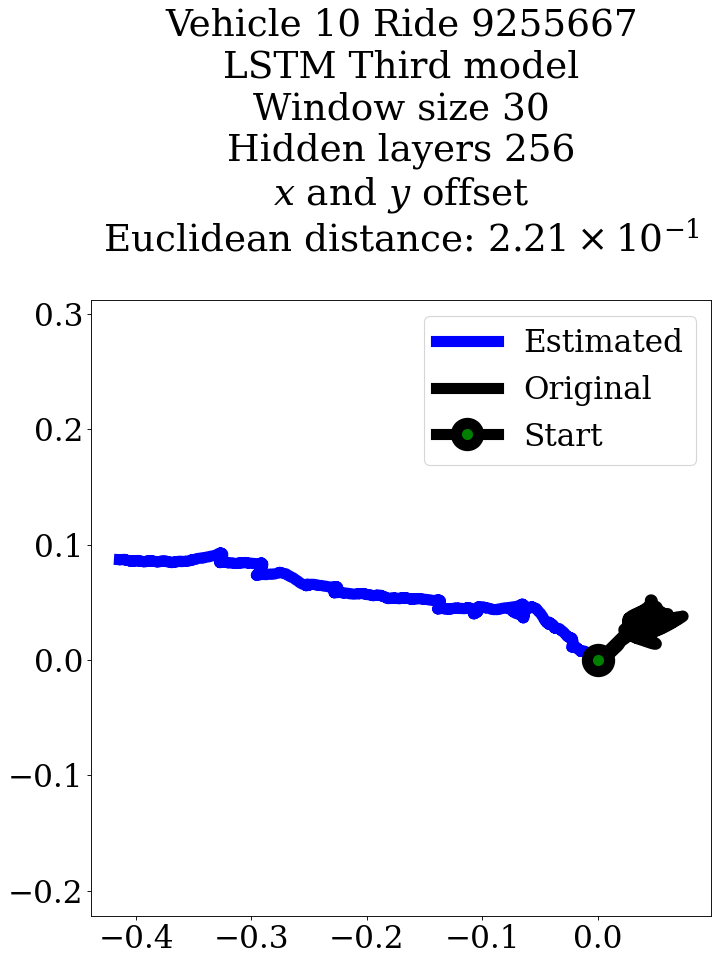 Vehicle 10 Ride 9255667
LSTM Third model
Window size 30
Hidden layers 256
x and y offset
Euclidean distance: 2.21 × 10⁻¹
0.3
0.2
0.1
0.0
−0.1
−0.2
Estimated
Original
Start
−0.4 −0.3 −0.2 −0.1 0.0